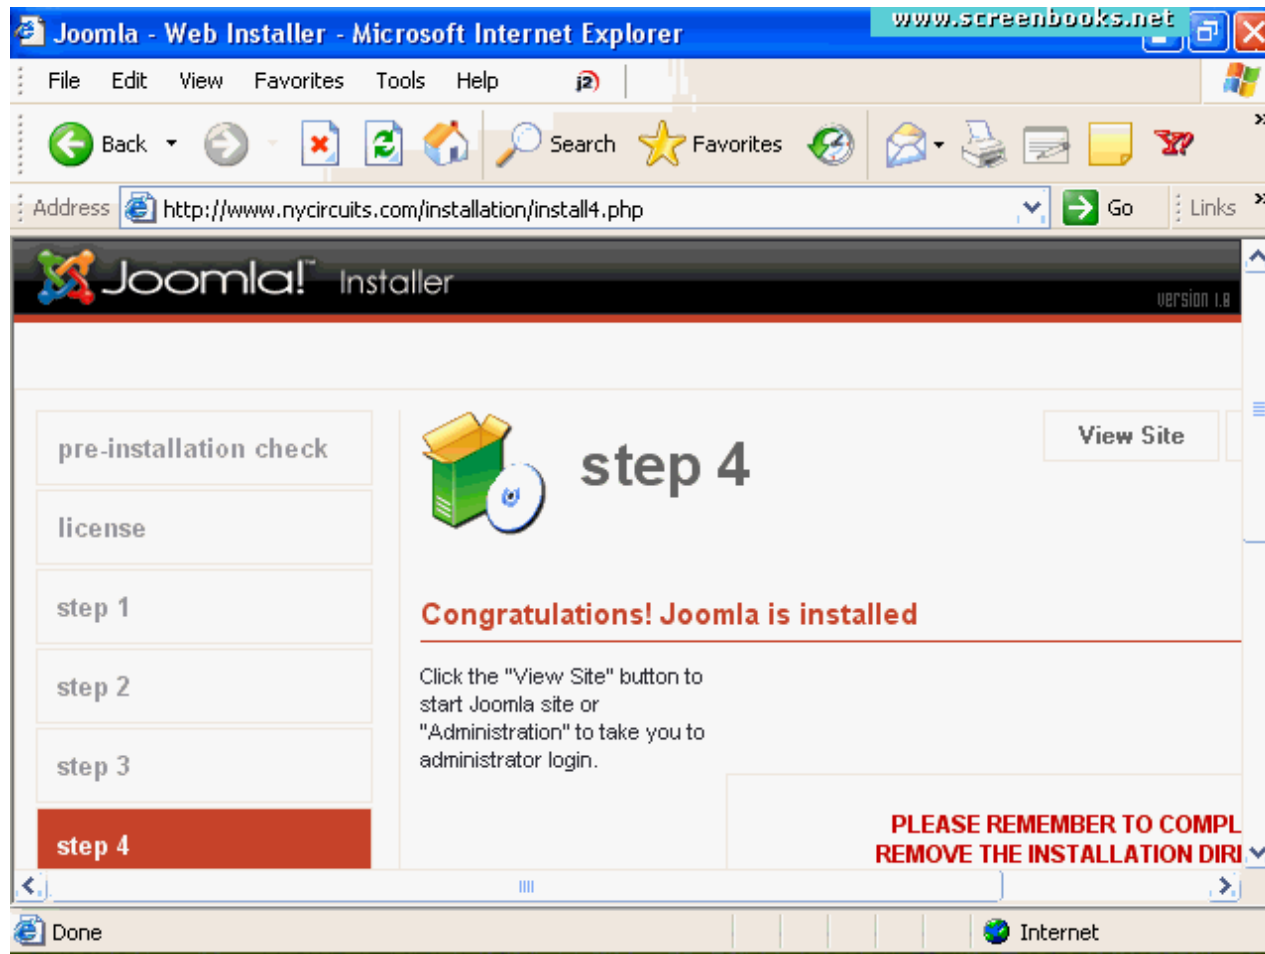 www.screenbooks.net
Joomla - Web Installer - Microsoft Internet Explorer
File Edit View Favorites Tools Help j2)
Back Search Favorites Y!?
Address http://www.nycircuits.com/installation/install4.php Go Links »
Joomla!™ Installer
version 1.0
View Site
pre-installation check
step 4
license
step 1
Congratulations! Joomla is installed
step 2
Click the "View Site" button to
start Joomla site or
"Administration" to take you to
administrator login.
step 3
PLEASE REMEMBER TO COMPL
REMOVE THE INSTALLATION DIRI
step 4
Done Internet